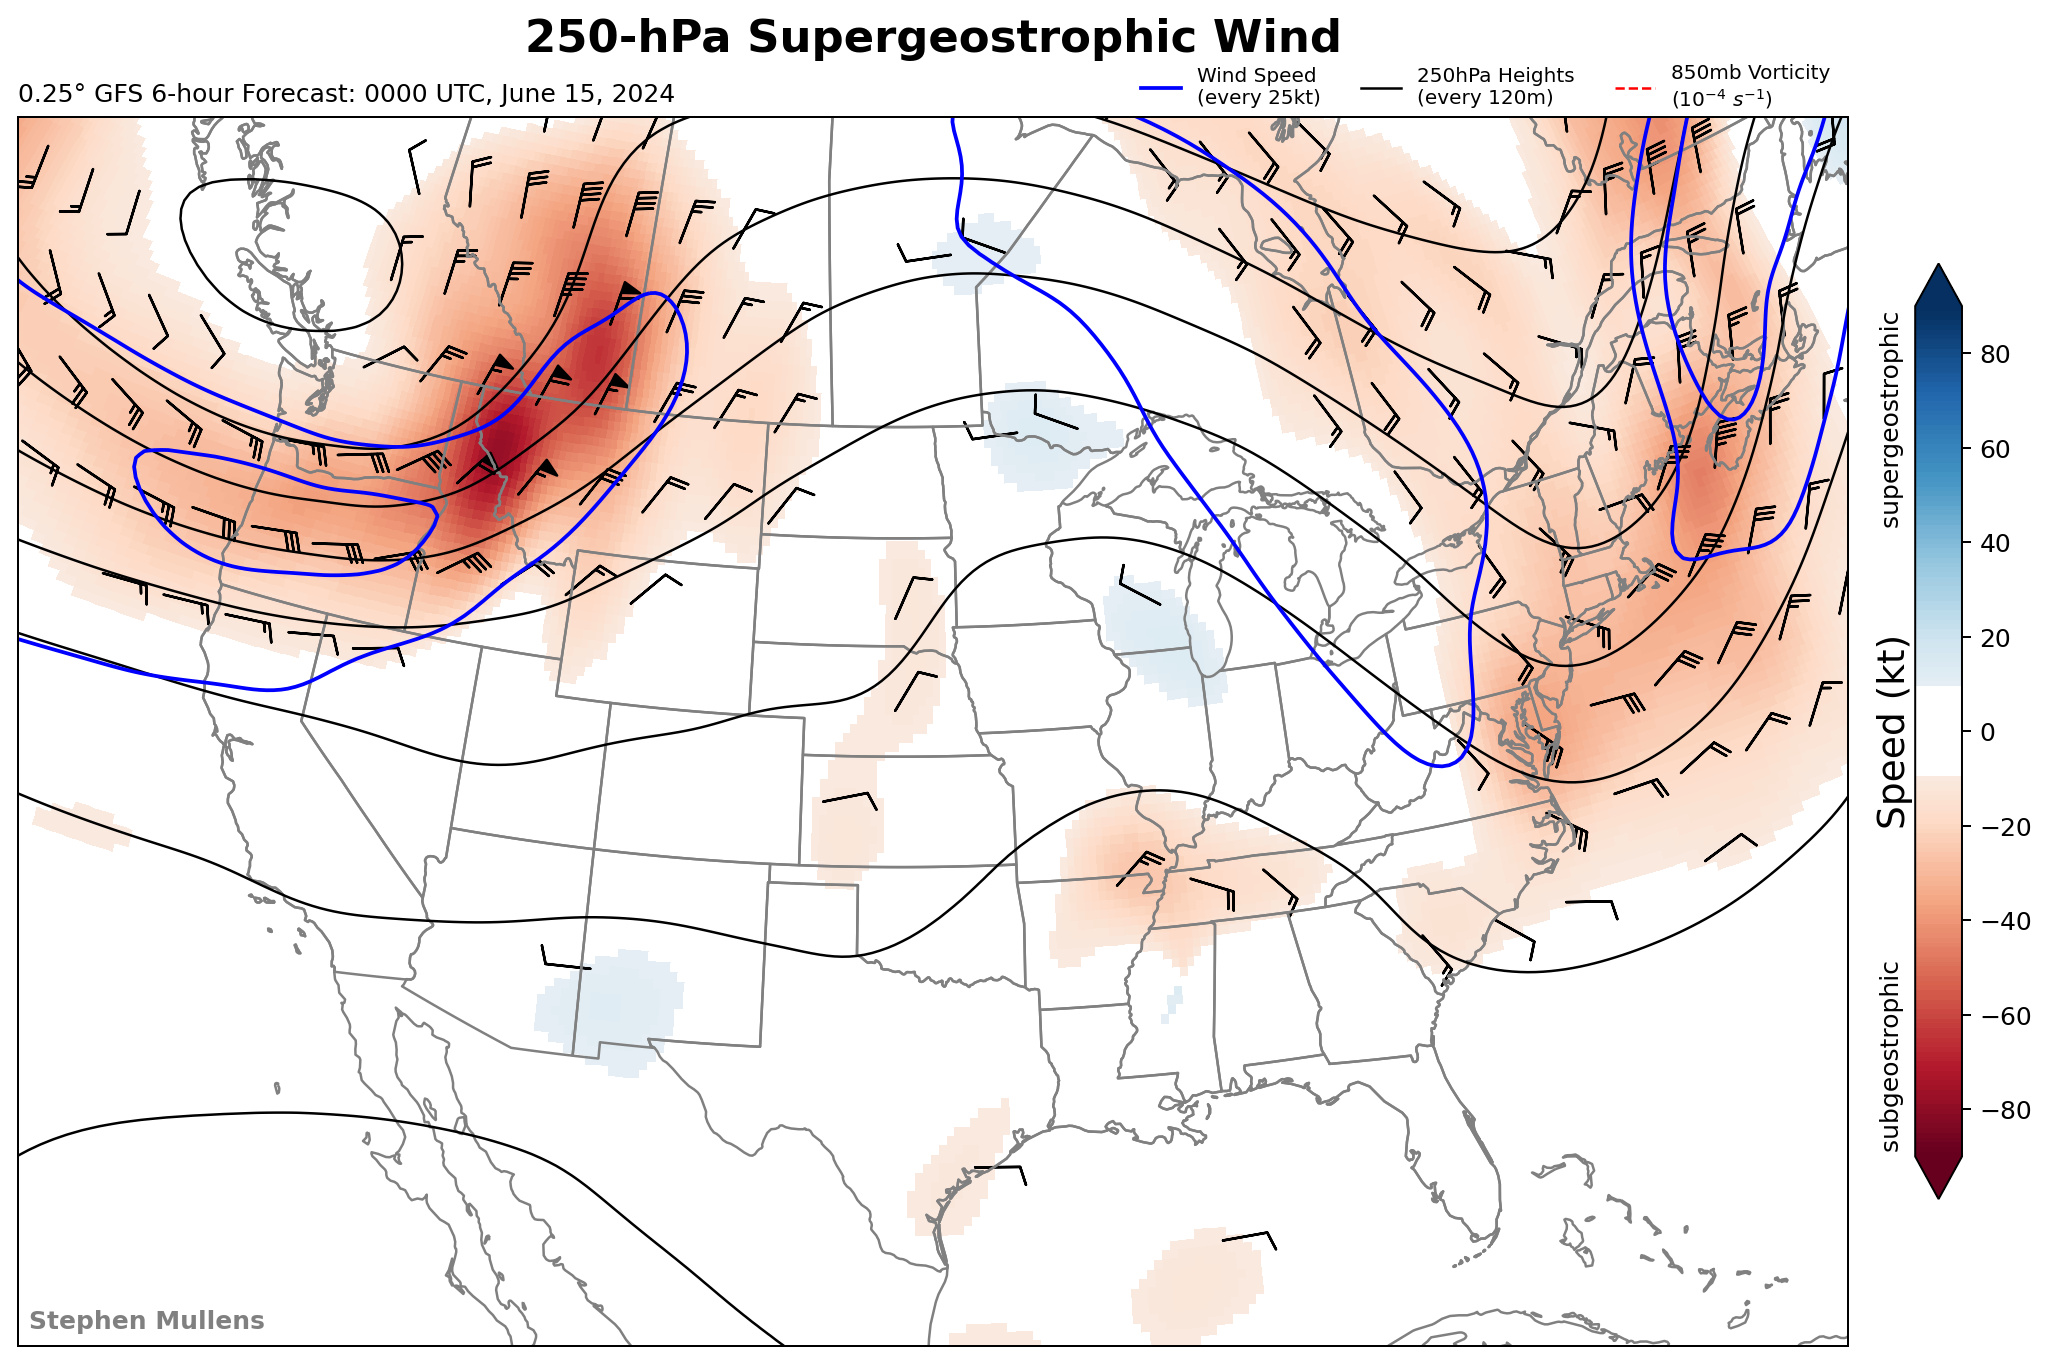 250-hPa Supergeostrophic Wind
0.25° GFS 6-hour Forecast: 0000 UTC, June 15, 2024
Wind Speed
(every 25kt)
250hPa Heights
(every 120m)
850mb Vorticity
(10⁻⁴ s⁻¹)
supergeostrophic
Speed (kt)
subgeostrophic
80
60
40
20
0
−20
−40
−60
−80
Stephen Mullens